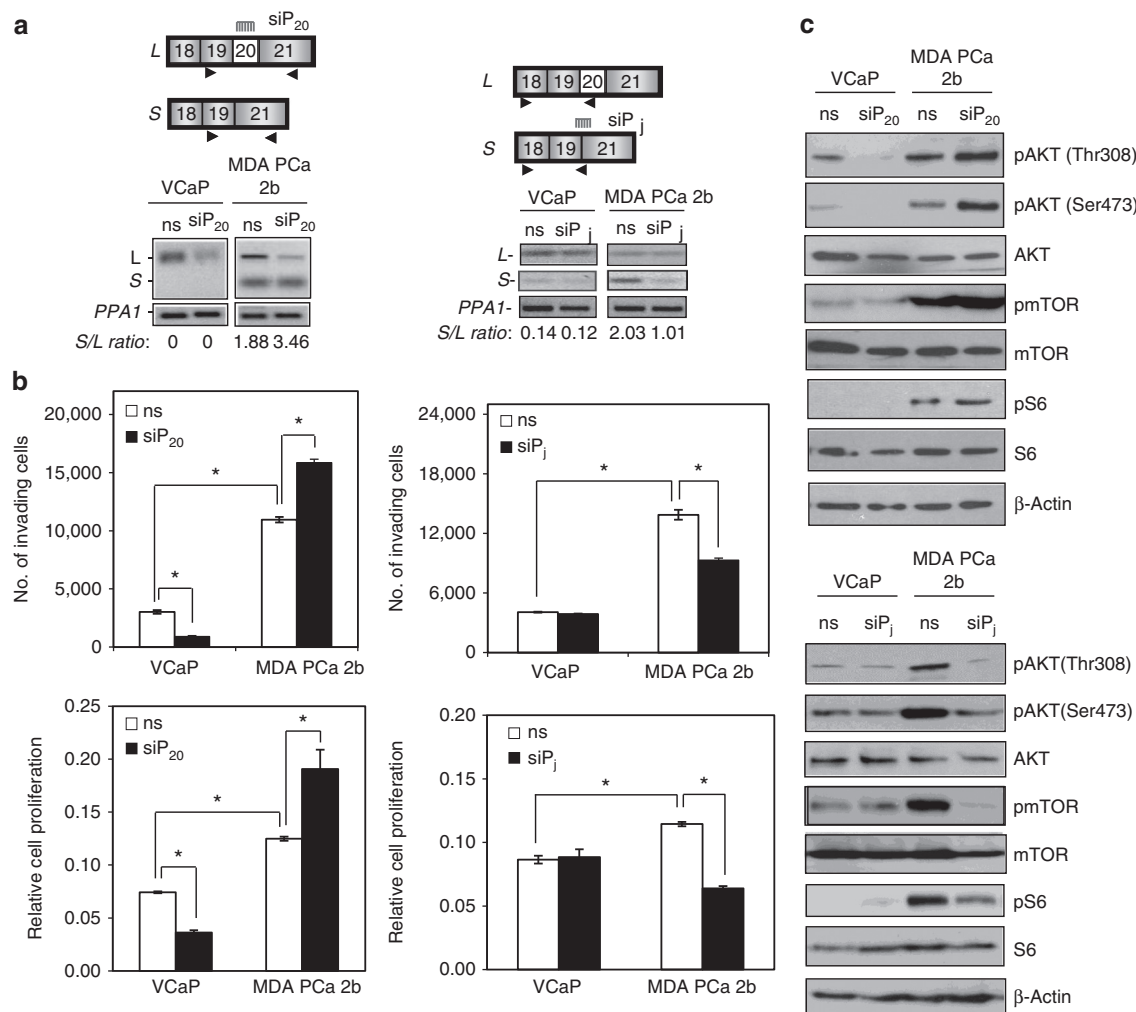 a
siP20
L 18 19 20 21
S 18 19 21
VCaP
MDA PCa
2b
ns siP20 ns siP20
L
S
PPA1
S/L ratio: 0 0 1.88 3.46
L 18 19 20 21
siPj
S 18 19 21
VCaP MDA PCa 2b
ns siPj ns siPj
L-
S-
PPA1-
S/L ratio: 0.14 0.12 2.03 1.01
b
No. of invading cells
20,000
15,000
10,000
5,000
0
ns
siP20
*
*
*
VCaP MDA PCa 2b
No. of invading cells
24,000
18,000
12,000
6,000
0
ns
siPj
*
*
VCaP MDA PCa 2b
Relative cell proliferation
0.25
0.20
0.15
0.10
0.05
0.00
ns
siP20
*
*
*
VCaP MDA PCa 2b
Relative cell proliferation
0.20
0.15
0.10
0.05
0.00
ns
siPj
*
*
VCaP MDA PCa 2b
c
VCaP
MDA PCa
2b
ns siP20 ns siP20
pAKT (Thr308)
pAKT (Ser473)
AKT
pmTOR
mTOR
pS6
S6
β-Actin
VCaP
MDA PCa
2b
ns siPj ns siPj
pAKT(Thr308)
pAKT(Ser473)
AKT
pmTOR
mTOR
pS6
S6
β-Actin